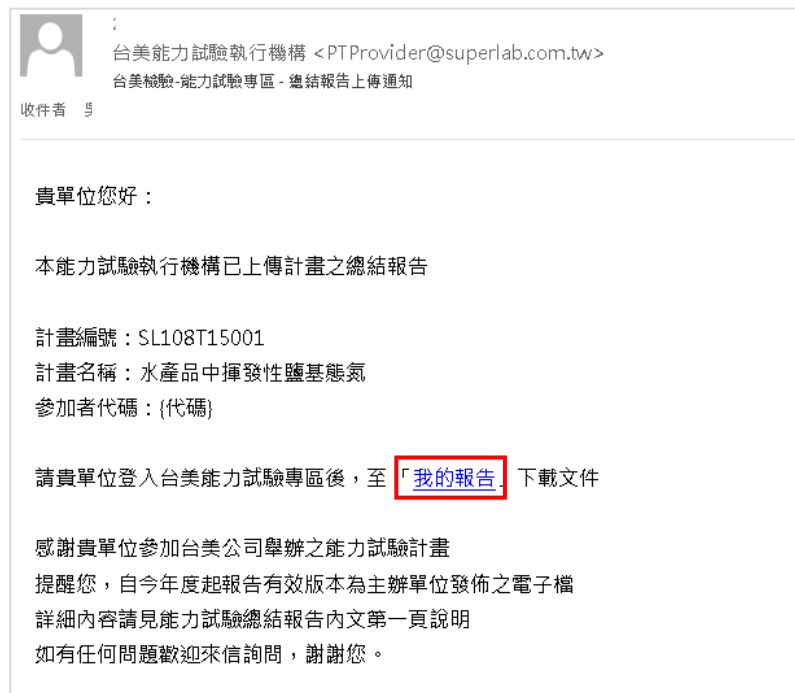 台美能力試驗執行機構 <PTProvider@superlab.com.tw>
台美檢驗-能力試驗專區 - 總結報告上傳通知
收件者
貴單位您好：
本能力試驗執行機構已上傳計畫之總結報告
計畫編號：SL108T15001
計畫名稱：水產品中揮發性鹽基態氮
參加者代碼：{代碼}
請貴單位登入台美能力試驗專區後，至「我的報告」下載文件
感謝貴單位參加台美公司舉辦之能力試驗計畫
提醒您，自今年度起報告有效版本為主辦單位發佈之電子檔
詳細內容請見能力試驗總結報告內文第一頁說明
如有任何問題歡迎來信詢問，謝謝您。